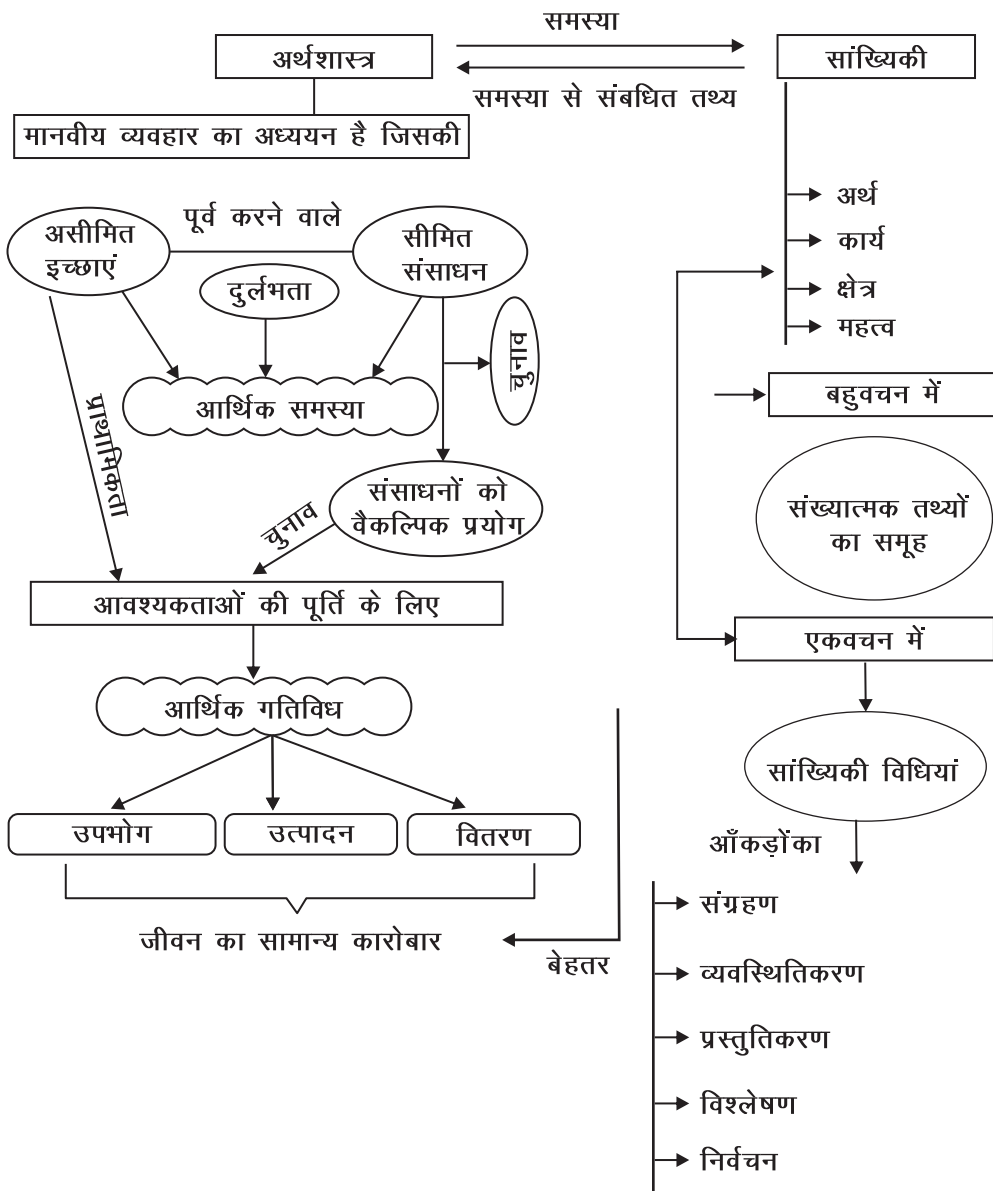 समस्या
अर्थशास्त्र
सांख्यिकी
समस्या से संबधित तथ्य
मानवीय व्यवहार का अध्ययन है जिसकी
अर्थ
कार्य
क्षेत्र
महत्व
असीमित
इच्छाएं
पूर्व करने वाले
सीमित
संसाधन
दुर्लभता
चुनाव
आर्थिक समस्या
बहुवचन में
संख्यात्मक तथ्यों
का समूह
संसाधनों को
वैकल्पिक प्रयोग
चुनाव
आवश्यकताओं की पूर्ति के लिए
एकवचन में
आर्थिक गतिविध
सांख्यिकी विधियां
उपभोग
उत्पादन
वितरण
आँकड़ोंका
जीवन का सामान्य कारोबार
बेहतर
संग्रहण
व्यवस्थितिकरण
प्रस्तुतिकरण
विश्लेषण
निर्वचन